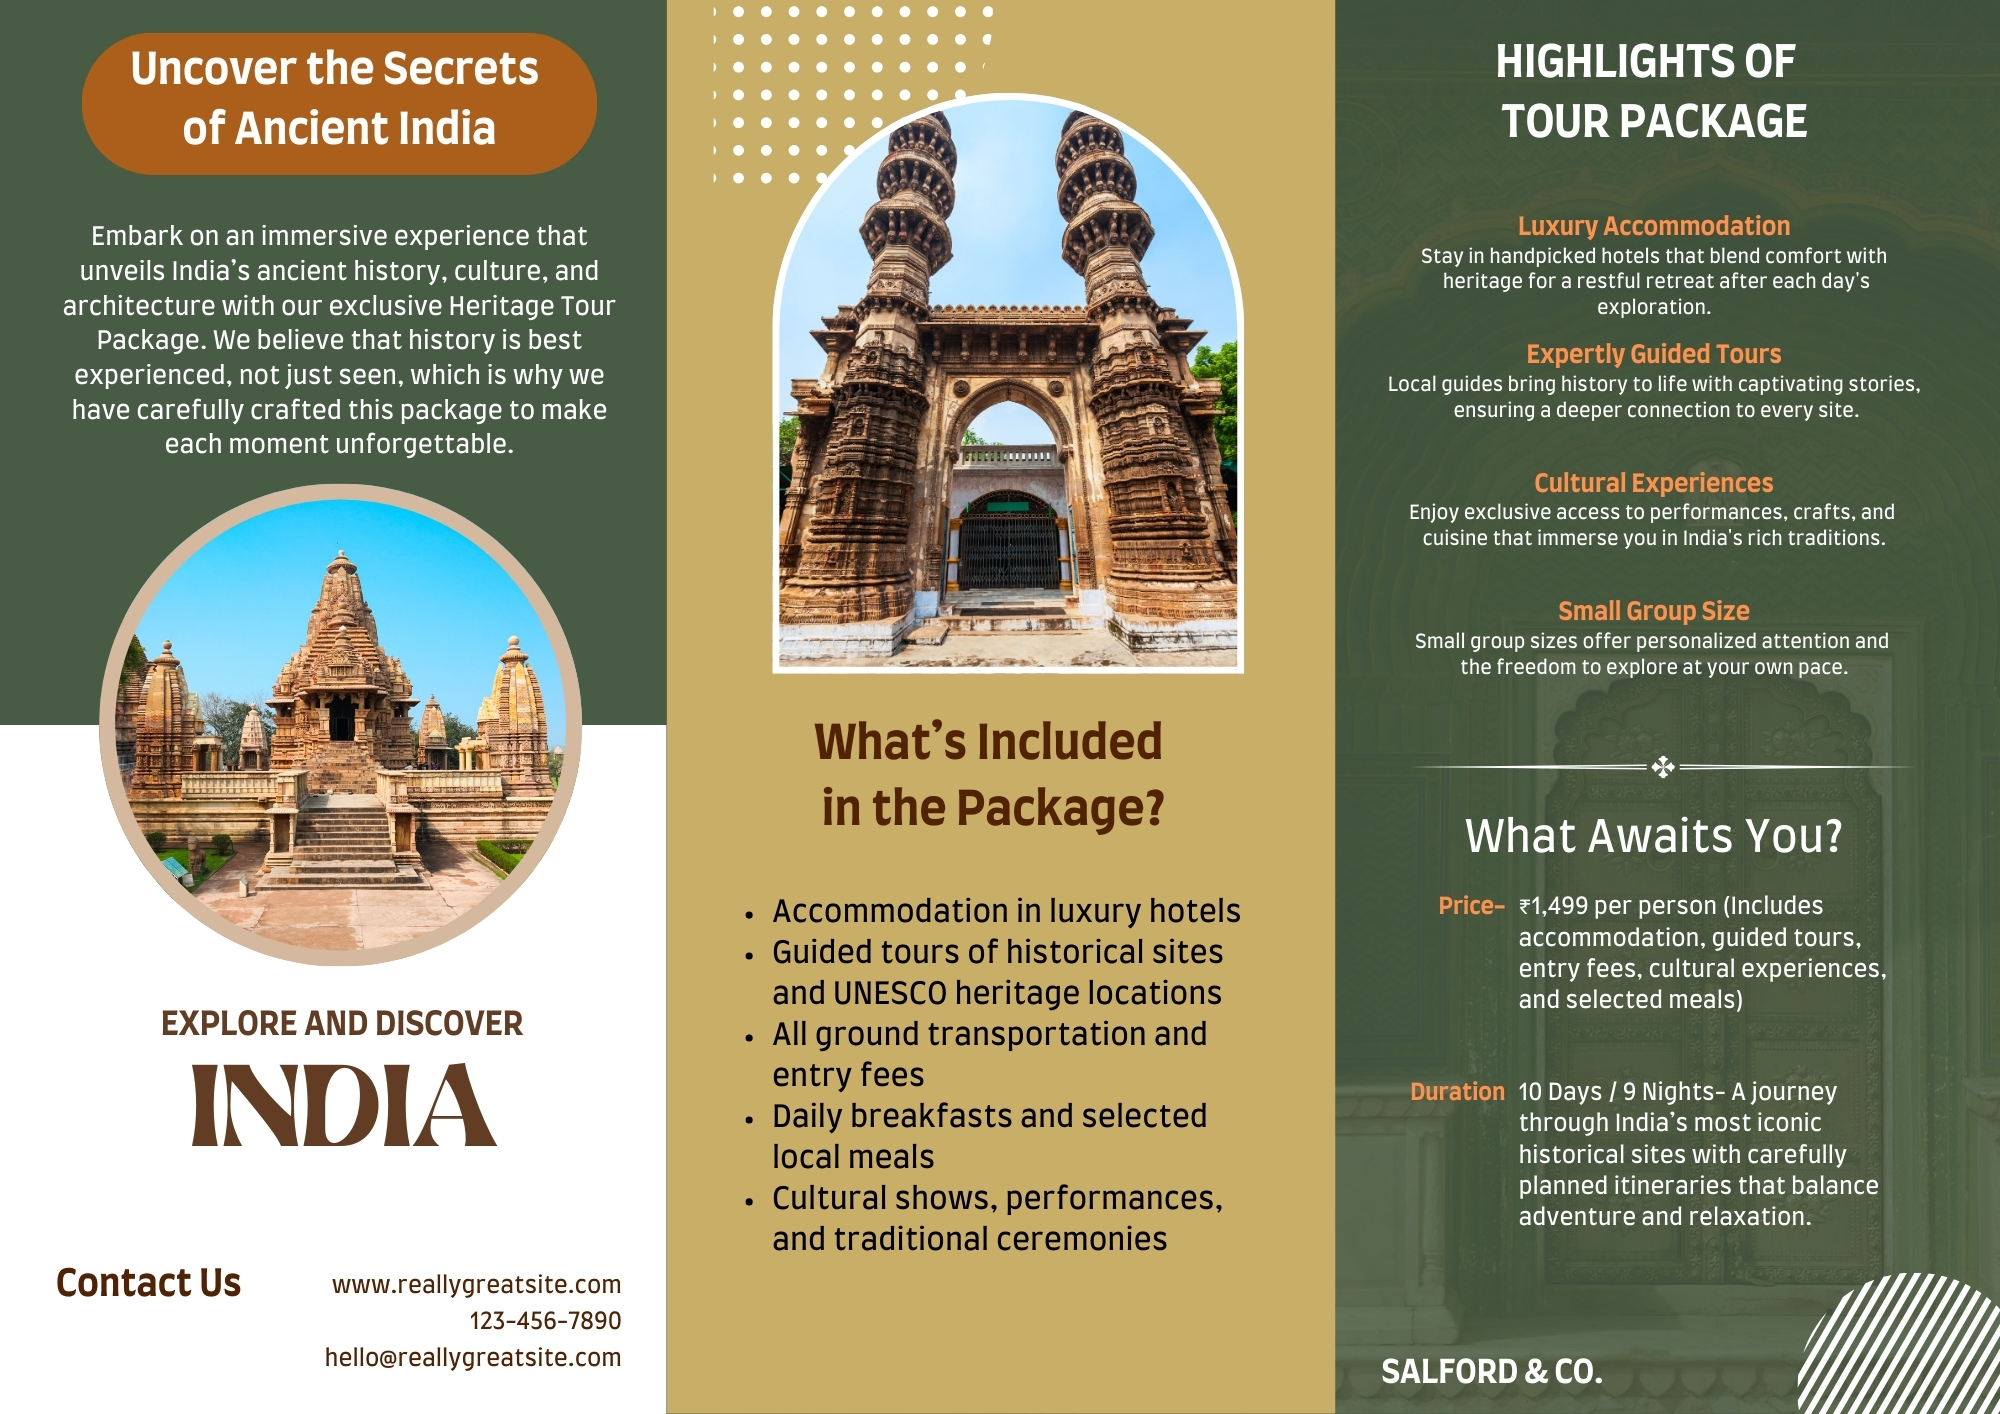 Uncover the Secrets
of Ancient India
Embark on an immersive experience that
unveils India’s ancient history, culture, and
architecture with our exclusive Heritage Tour
Package. We believe that history is best
experienced, not just seen, which is why we
have carefully crafted this package to make
each moment unforgettable.
EXPLORE AND DISCOVER
INDIA
Contact Us
www.reallygreatsite.com
123-456-7890
hello@reallygreatsite.com
What’s Included
in the Package?
• Accommodation in luxury hotels
• Guided tours of historical sites
and UNESCO heritage locations
• All ground transportation and
entry fees
• Daily breakfasts and selected
local meals
• Cultural shows, performances,
and traditional ceremonies
HIGHLIGHTS OF
TOUR PACKAGE
Luxury Accommodation
Stay in handpicked hotels that blend comfort with
heritage for a restful retreat after each day's
exploration.
Expertly Guided Tours
Local guides bring history to life with captivating stories,
ensuring a deeper connection to every site.
Cultural Experiences
Enjoy exclusive access to performances, crafts, and
cuisine that immerse you in India's rich traditions.
Small Group Size
Small group sizes offer personalized attention and
the freedom to explore at your own pace.
What Awaits You?
Price- ₹1,499 per person (Includes
accommodation, guided tours,
entry fees, cultural experiences,
and selected meals)
Duration 10 Days / 9 Nights- A journey
through India’s most iconic
historical sites with carefully
planned itineraries that balance
adventure and relaxation.
SALFORD & CO.